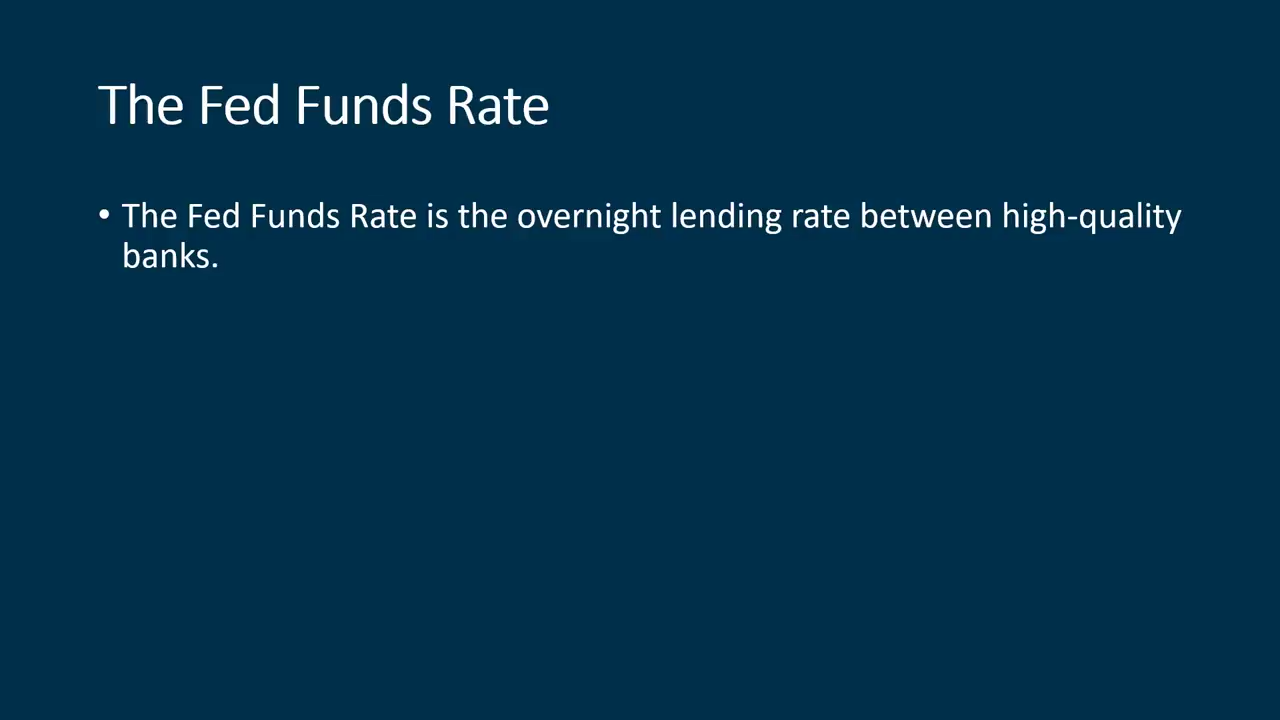 The Fed Funds Rate
• The Fed Funds Rate is the overnight lending rate between high-quality
banks.